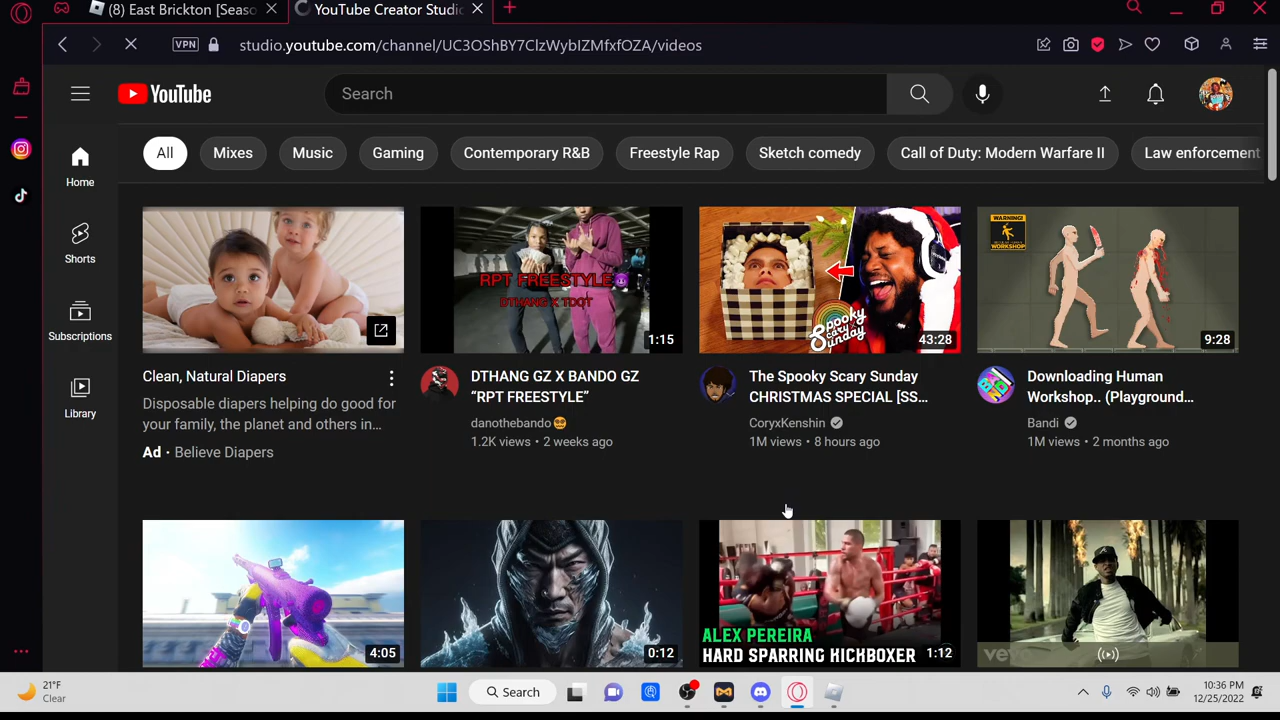 (8) East Brickton [Seaso
YouTube Creator Studio
VPN
studio.youtube.com/channel/UC3OShBY7ClzWybIZMfxfOZA/videos
YouTube
Search
All
Mixes
Music
Gaming
Contemporary R&B
Freestyle Rap
Sketch comedy
Call of Duty: Modern Warfare II
Law enforcement
Home
Shorts
Subscriptions
Library
RPT FREESTYLE😈
DTHANG X TDOT
1:15
SPOOKY
SCARY
SUNDAY
43:28
WARNING!
WORKSHOP
9:28
Clean, Natural Diapers
Disposable diapers helping do good for
your family, the planet and others in...
Ad · Believe Diapers
DTHANG GZ X BANDO GZ
“RPT FREESTYLE”
danothebando🤓
1.2K views • 2 weeks ago
The Spooky Scary Sunday
CHRISTMAS SPECIAL [SS...
CoryxKenshin
1M views • 8 hours ago
Downloading Human
Workshop.. (Playground...
Bandi
1M views • 2 months ago
4:05
0:12
ALEX PEREIRA
HARD SPARRING KICKBOXER
1:12
vevo
21°F
Clear
Search
10:36 PM
12/25/2022